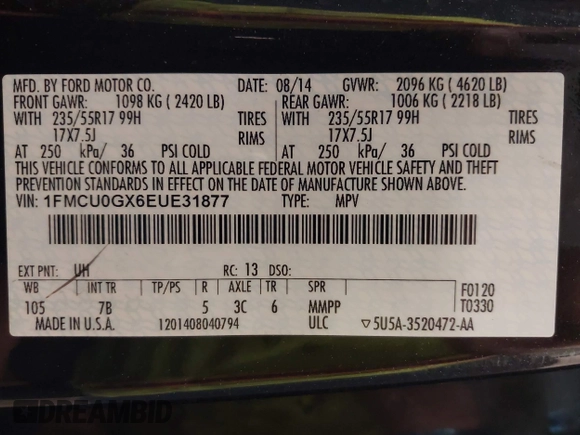 MFD. BY FORD MOTOR CO. DATE: 08/14 GVWR: 2096 KG ( 4620 LB)
FRONT GAWR: 1098 KG ( 2420 LB) REAR GAWR: 1006 KG ( 2218 LB)
WITH 235/55R17 99H TIRES WITH 235/55R17 99H TIRES
17X7.5J RIMS 17X7.5J RIMS
AT 250 kPa/ 36 PSI COLD AT 250 kPa/ 36 PSI COLD
THIS VEHICLE CONFORMS TO ALL APPLICABLE FEDERAL MOTOR VEHICLE SAFETY AND THEFT
PREVENTION STANDARDS IN EFFECT ON THE DATE OF MANUFACTURE SHOWN ABOVE.
VIN: 1FMCU0GX6EUE31877 TYPE: MPV
EXT PNT: UH RC: 13 DSO:
WB INT TR TP/PS R AXLE TR SPR F0120
105 7B 5 3C 6 MMPP T0330
MADE IN U.S.A. 1201408040794 ULC ▽5U5A-3520472-AA
DREAMBID